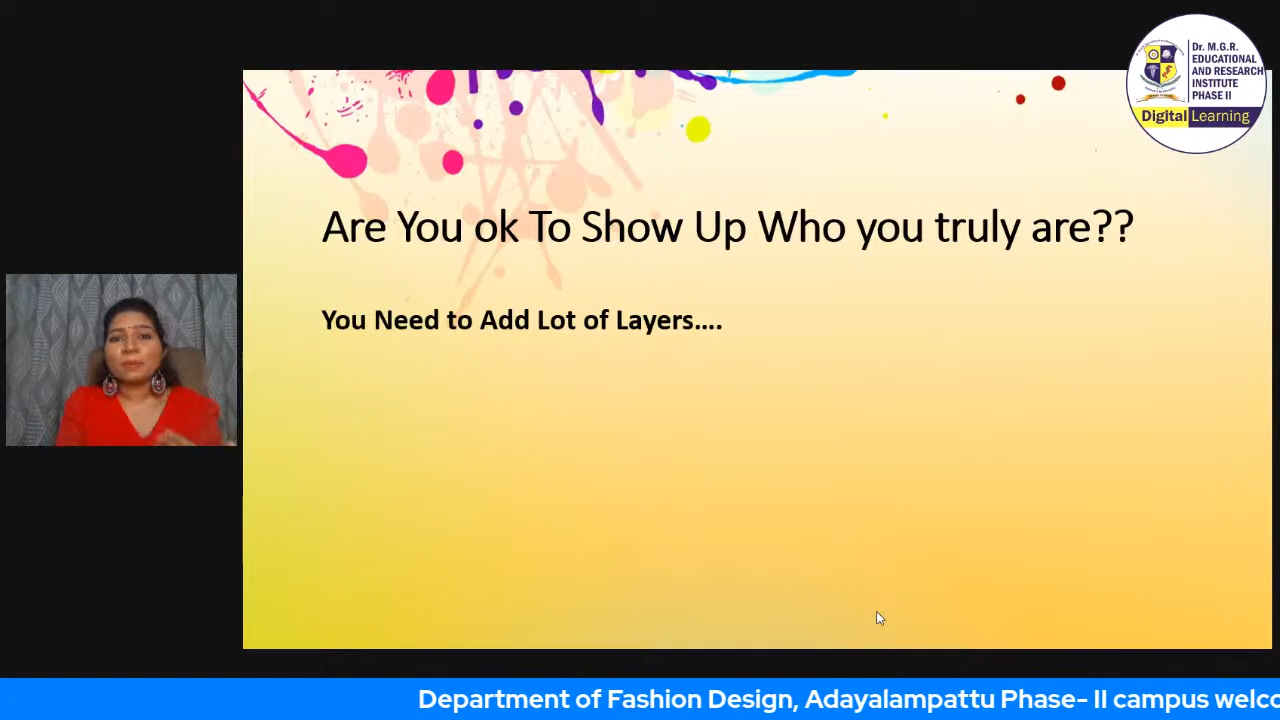 Dr. M.G.R.
EDUCATIONAL
AND RESEARCH
INSTITUTE
PHASE II
Digital Learning
Are You ok To Show Up Who you truly are??
You Need to Add Lot of Layers....
Department of Fashion Design, Adayalampattu Phase- II campus welco